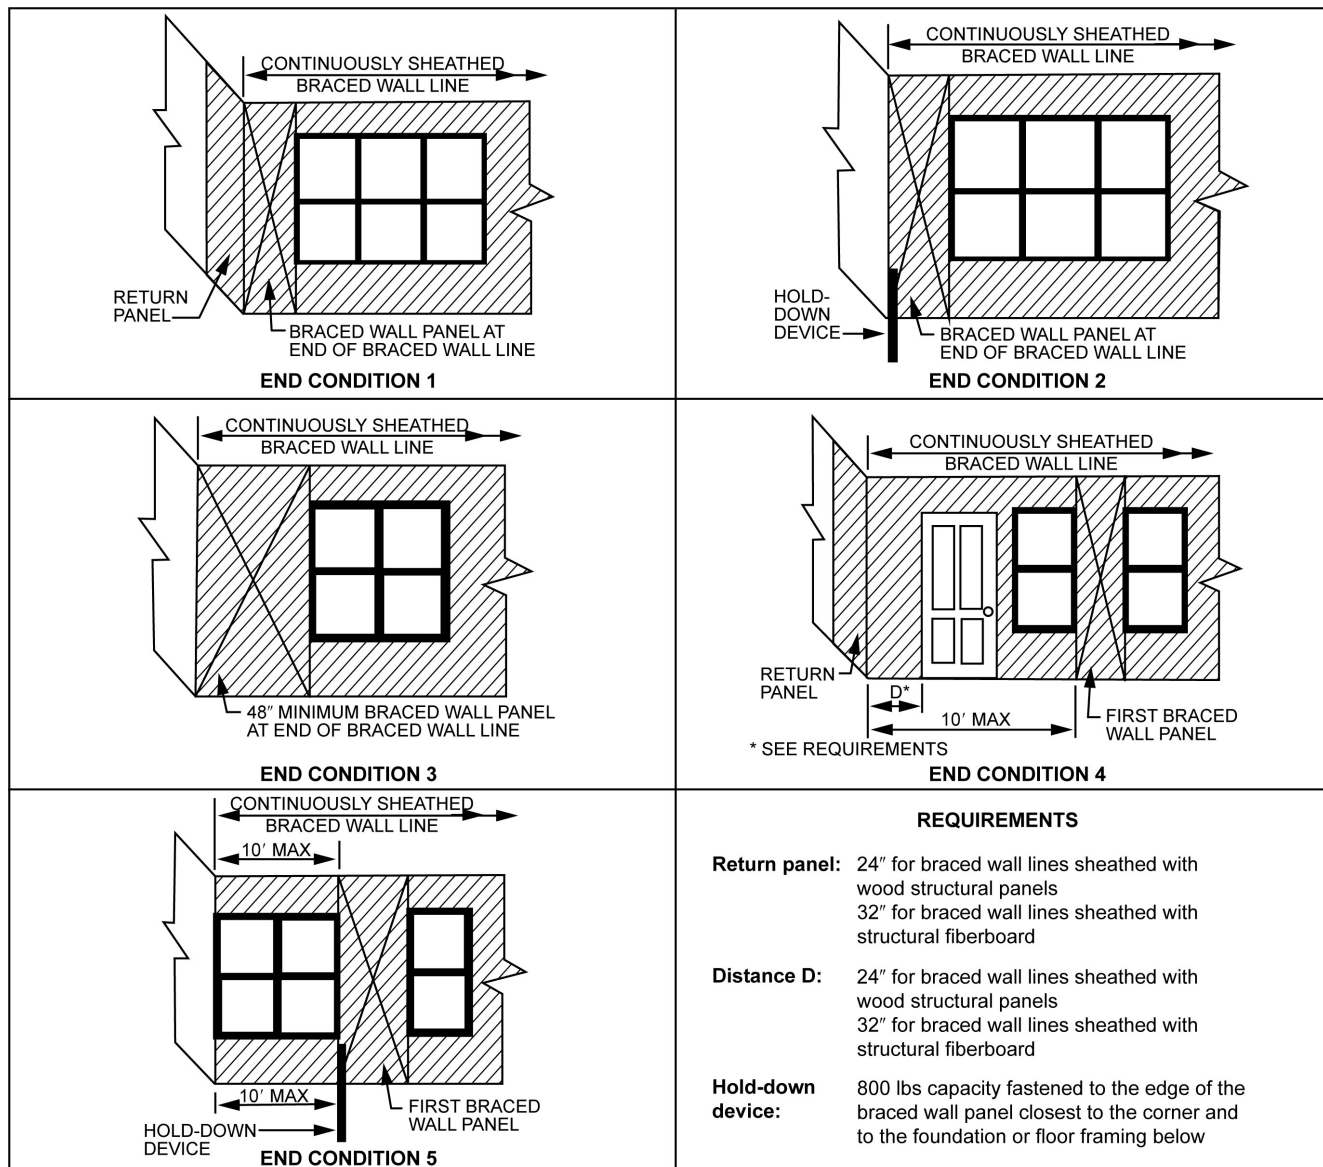 CONTINUOUSLY SHEATHED
BRACED WALL LINE
RETURN
PANEL
BRACED WALL PANEL AT
END OF BRACED WALL LINE
END CONDITION 1
CONTINUOUSLY SHEATHED
BRACED WALL LINE
HOLD-
DOWN
DEVICE
BRACED WALL PANEL AT
END OF BRACED WALL LINE
END CONDITION 2
CONTINUOUSLY SHEATHED
BRACED WALL LINE
48″ MINIMUM BRACED WALL PANEL
AT END OF BRACED WALL LINE
END CONDITION 3
CONTINUOUSLY SHEATHED
BRACED WALL LINE
RETURN
PANEL
D*
10′ MAX
FIRST BRACED
WALL PANEL
* SEE REQUIREMENTS
END CONDITION 4
CONTINUOUSLY SHEATHED
BRACED WALL LINE
10′ MAX
10′ MAX
HOLD-DOWN
DEVICE
FIRST BRACED
WALL PANEL
END CONDITION 5
REQUIREMENTS
Return panel: 24″ for braced wall lines sheathed with
wood structural panels
32″ for braced wall lines sheathed with
structural fiberboard
Distance D: 24″ for braced wall lines sheathed with
wood structural panels
32″ for braced wall lines sheathed with
structural fiberboard
Hold-down 800 lbs capacity fastened to the edge of the
device: braced wall panel closest to the corner and
to the foundation or floor framing below